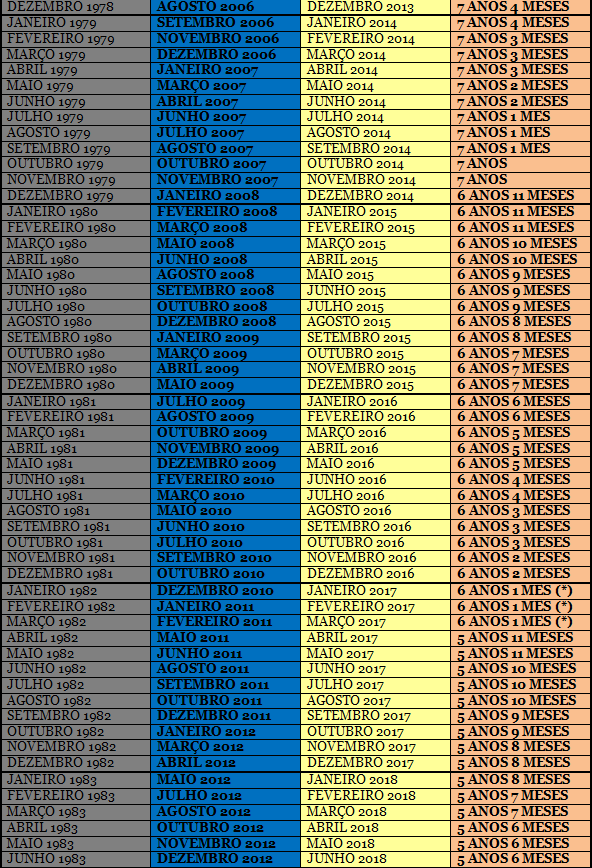 DEZEMBRO 1978 AGOSTO 2006 DEZEMBRO 2013 7 ANOS 4 MESES
JANEIRO 1979 SETEMBRO 2006 JANEIRO 2014 7 ANOS 4 MESES
FEVEREIRO 1979 NOVEMBRO 2006 FEVEREIRO 2014 7 ANOS 3 MESES
MARÇO 1979 DEZEMBRO 2006 MARÇO 2014 7 ANOS 3 MESES
ABRIL 1979 JANEIRO 2007 ABRIL 2014 7 ANOS 3 MESES
MAIO 1979 MARÇO 2007 MAIO 2014 7 ANOS 2 MESES
JUNHO 1979 ABRIL 2007 JUNHO 2014 7 ANOS 2 MESES
JULHO 1979 JUNHO 2007 JULHO 2014 7 ANOS 1 MES
AGOSTO 1979 JULHO 2007 AGOSTO 2014 7 ANOS 1 MES
SETEMBRO 1979 AGOSTO 2007 SETEMBRO 2014 7 ANOS 1 MES
OUTUBRO 1979 OUTUBRO 2007 OUTUBRO 2014 7 ANOS
NOVEMBRO 1979 NOVEMBRO 2007 NOVEMBRO 2014 7 ANOS
DEZEMBRO 1979 JANEIRO 2008 DEZEMBRO 2014 6 ANOS 11 MESES
JANEIRO 1980 FEVEREIRO 2008 JANEIRO 2015 6 ANOS 11 MESES
FEVEREIRO 1980 MARÇO 2008 FEVEREIRO 2015 6 ANOS 11 MESES
MARÇO 1980 MAIO 2008 MARÇO 2015 6 ANOS 10 MESES
ABRIL 1980 JUNHO 2008 ABRIL 2015 6 ANOS 10 MESES
MAIO 1980 AGOSTO 2008 MAIO 2015 6 ANOS 9 MESES
JUNHO 1980 SETEMBRO 2008 JUNHO 2015 6 ANOS 9 MESES
JULHO 1980 OUTUBRO 2008 JULHO 2015 6 ANOS 9 MESES
AGOSTO 1980 DEZEMBRO 2008 AGOSTO 2015 6 ANOS 8 MESES
SETEMBRO 1980 JANEIRO 2009 SETEMBRO 2015 6 ANOS 8 MESES
OUTUBRO 1980 MARÇO 2009 OUTUBRO 2015 6 ANOS 7 MESES
NOVEMBRO 1980 ABRIL 2009 NOVEMBRO 2015 6 ANOS 7 MESES
DEZEMBRO 1980 MAIO 2009 DEZEMBRO 2015 6 ANOS 7 MESES
JANEIRO 1981 JULHO 2009 JANEIRO 2016 6 ANOS 6 MESES
FEVEREIRO 1981 AGOSTO 2009 FEVEREIRO 2016 6 ANOS 6 MESES
MARÇO 1981 OUTUBRO 2009 MARÇO 2016 6 ANOS 5 MESES
ABRIL 1981 NOVEMBRO 2009 ABRIL 2016 6 ANOS 5 MESES
MAIO 1981 DEZEMBRO 2009 MAIO 2016 6 ANOS 5 MESES
JUNHO 1981 FEVEREIRO 2010 JUNHO 2016 6 ANOS 4 MESES
JULHO 1981 MARÇO 2010 JULHO 2016 6 ANOS 4 MESES
AGOSTO 1981 MAIO 2010 AGOSTO 2016 6 ANOS 3 MESES
SETEMBRO 1981 JUNHO 2010 SETEMBRO 2016 6 ANOS 3 MESES
OUTUBRO 1981 JULHO 2010 OUTUBRO 2016 6 ANOS 3 MESES
NOVEMBRO 1981 SETEMBRO 2010 NOVEMBRO 2016 6 ANOS 2 MESES
DEZEMBRO 1981 OUTUBRO 2010 DEZEMBRO 2016 6 ANOS 2 MESES
JANEIRO 1982 DEZEMBRO 2010 JANEIRO 2017 6 ANOS 1 MES (*)
FEVEREIRO 1982 JANEIRO 2011 FEVEREIRO 2017 6 ANOS 1 MES (*)
MARÇO 1982 FEVEREIRO 2011 MARÇO 2017 6 ANOS 1 MES (*)
ABRIL 1982 MAIO 2011 ABRIL 2017 5 ANOS 11 MESES
MAIO 1982 JUNHO 2011 MAIO 2017 5 ANOS 11 MESES
JUNHO 1982 AGOSTO 2011 JUNHO 2017 5 ANOS 10 MESES
JULHO 1982 SETEMBRO 2011 JULHO 2017 5 ANOS 10 MESES
AGOSTO 1982 OUTUBRO 2011 AGOSTO 2017 5 ANOS 10 MESES
SETEMBRO 1982 DEZEMBRO 2011 SETEMBRO 2017 5 ANOS 9 MESES
OUTUBRO 1982 JANEIRO 2012 OUTUBRO 2017 5 ANOS 9 MESES
NOVEMBRO 1982 MARÇO 2012 NOVEMBRO 2017 5 ANOS 8 MESES
DEZEMBRO 1982 ABRIL 2012 DEZEMBRO 2017 5 ANOS 8 MESES
JANEIRO 1983 MAIO 2012 JANEIRO 2018 5 ANOS 8 MESES
FEVEREIRO 1983 JULHO 2012 FEVEREIRO 2018 5 ANOS 7 MESES
MARÇO 1983 AGOSTO 2012 MARÇO 2018 5 ANOS 7 MESES
ABRIL 1983 OUTUBRO 2012 ABRIL 2018 5 ANOS 6 MESES
MAIO 1983 NOVEMBRO 2012 MAIO 2018 5 ANOS 6 MESES
JUNHO 1983 DEZEMBRO 2012 JUNHO 2018 5 ANOS 6 MESES